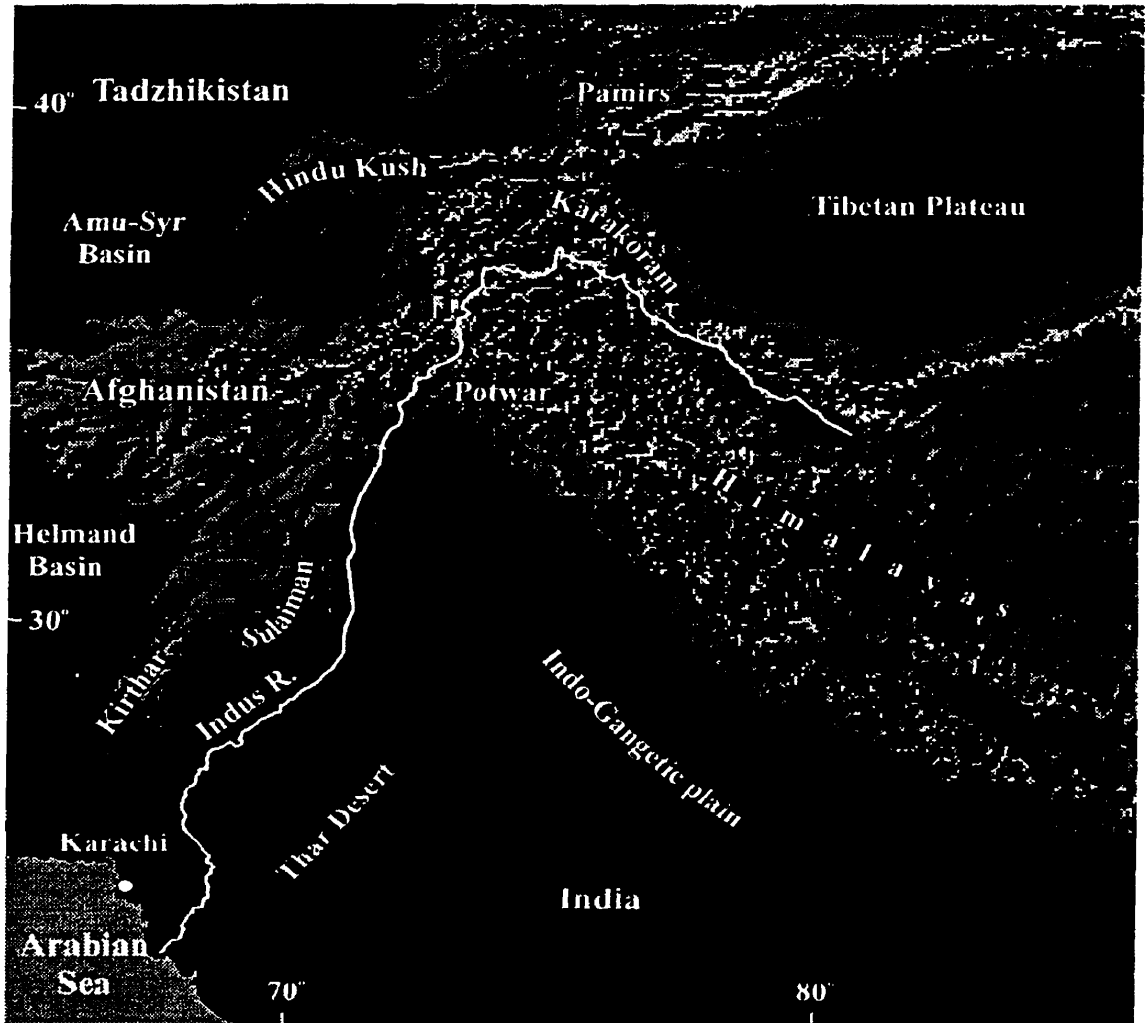 40°
Tadzhikistan
Pamirs
Hindu Kush
Karakoram
Tibetan Plateau
Amu-Syr
Basin
Afghanistan
Potwar
Himalayas
Helmand
Basin
Sulaiman
30°
Kirthar
Indus R.
Indo-Gangetic plain
Thar Desert
Karachi
India
Arabian
Sea
70°
80°